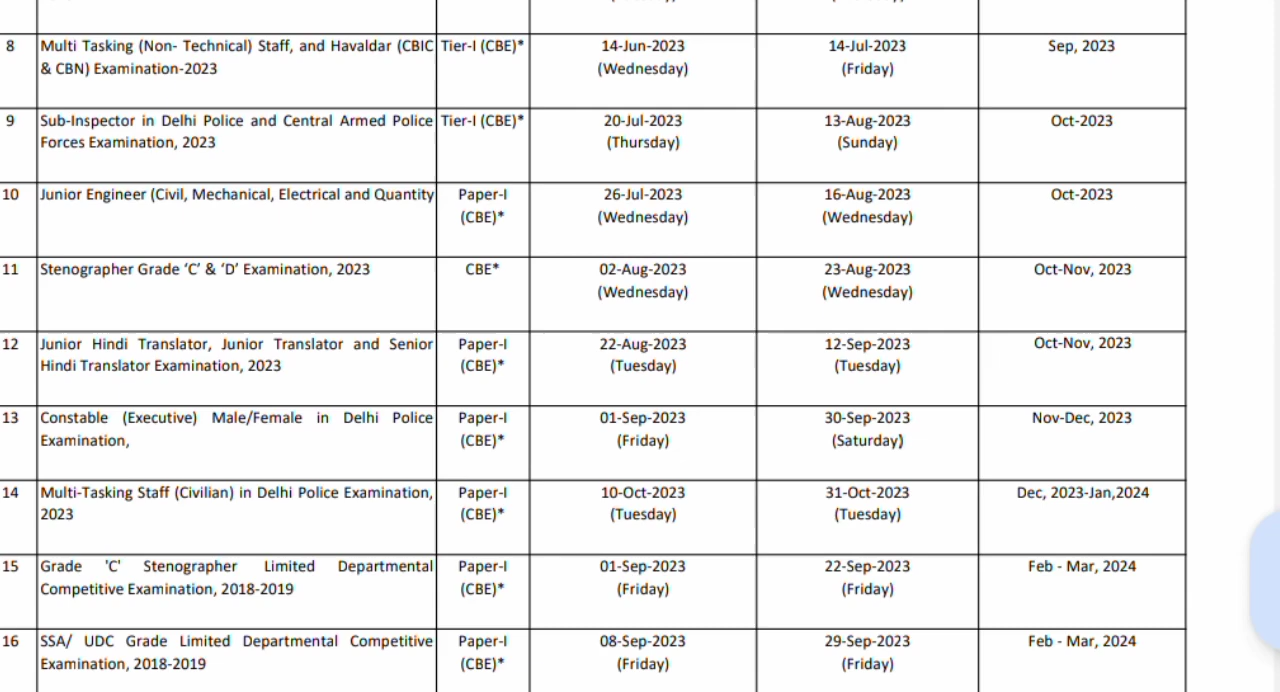 8 Multi Tasking (Non- Technical) Staff, and Havaldar (CBIC Tier-I (CBE)* 14-Jun-2023 14-Jul-2023 Sep, 2023
& CBN) Examination-2023 (Wednesday) (Friday)
9 Sub-Inspector in Delhi Police and Central Armed Police Tier-I (CBE)* 20-Jul-2023 13-Aug-2023 Oct-2023
Forces Examination, 2023 (Thursday) (Sunday)
10 Junior Engineer (Civil, Mechanical, Electrical and Quantity Paper-I 26-Jul-2023 16-Aug-2023 Oct-2023
(CBE)* (Wednesday) (Wednesday)
11 Stenographer Grade ‘C’ & ‘D’ Examination, 2023 CBE* 02-Aug-2023 23-Aug-2023 Oct-Nov, 2023
(Wednesday) (Wednesday)
12 Junior Hindi Translator, Junior Translator and Senior Paper-I 22-Aug-2023 12-Sep-2023 Oct-Nov, 2023
Hindi Translator Examination, 2023 (CBE)* (Tuesday) (Tuesday)
13 Constable (Executive) Male/Female in Delhi Police Paper-I 01-Sep-2023 30-Sep-2023 Nov-Dec, 2023
Examination, (CBE)* (Friday) (Saturday)
14 Multi-Tasking Staff (Civilian) in Delhi Police Examination, Paper-I 10-Oct-2023 31-Oct-2023 Dec, 2023-Jan,2024
2023 (CBE)* (Tuesday) (Tuesday)
15 Grade 'C' Stenographer Limited Departmental Paper-I 01-Sep-2023 22-Sep-2023 Feb - Mar, 2024
Competitive Examination, 2018-2019 (CBE)* (Friday) (Friday)
16 SSA/ UDC Grade Limited Departmental Competitive Paper-I 08-Sep-2023 29-Sep-2023 Feb - Mar, 2024
Examination, 2018-2019 (CBE)* (Friday) (Friday)